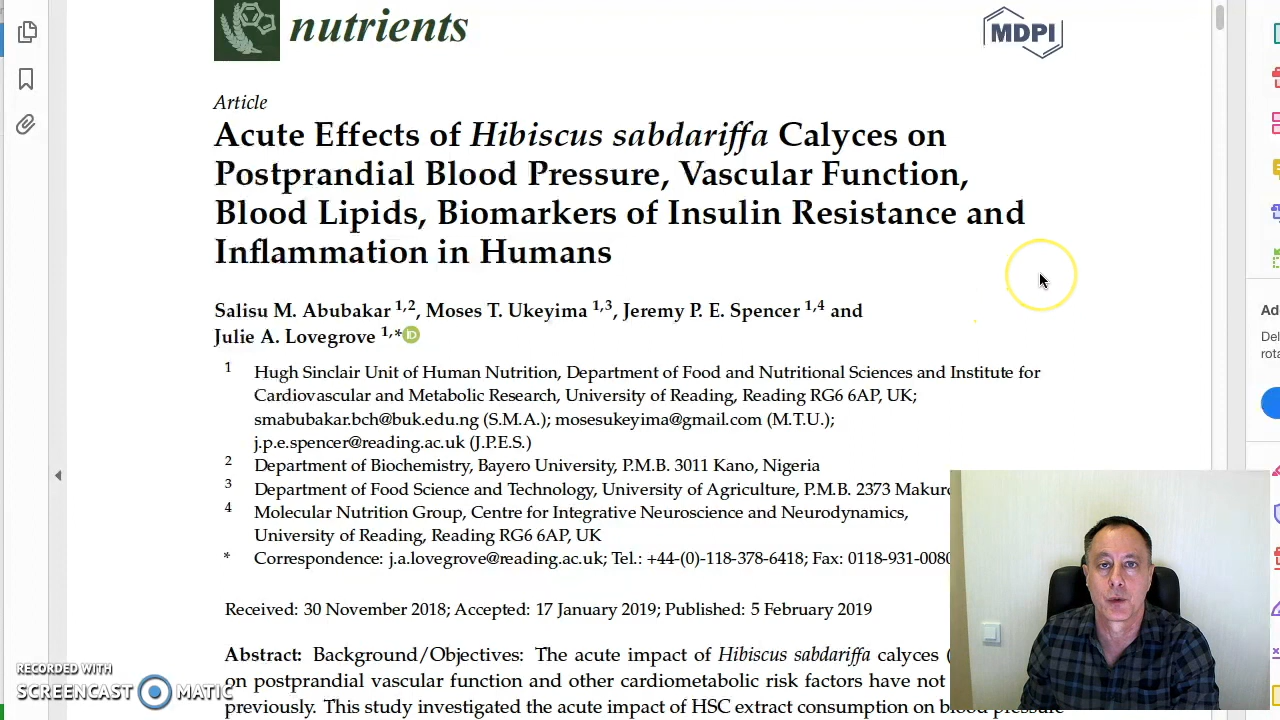 nutrients
MDPI
Article
Acute Effects of Hibiscus sabdariffa Calyces on
Postprandial Blood Pressure, Vascular Function,
Blood Lipids, Biomarkers of Insulin Resistance and
Inflammation in Humans
Salisu M. Abubakar 1,2, Moses T. Ukeyima 1,3, Jeremy P. E. Spencer 1,4 and
Julie A. Lovegrove 1,* iD
1 Hugh Sinclair Unit of Human Nutrition, Department of Food and Nutritional Sciences and Institute for
Cardiovascular and Metabolic Research, University of Reading, Reading RG6 6AP, UK;
smabubakar.bch@buk.edu.ng (S.M.A.); mosesukeyima@gmail.com (M.T.U.);
j.p.e.spencer@reading.ac.uk (J.P.E.S.)
2 Department of Biochemistry, Bayero University, P.M.B. 3011 Kano, Nigeria
3 Department of Food Science and Technology, University of Agriculture, P.M.B. 2373
4 Molecular Nutrition Group, Centre for Integrative Neuroscience and Neurodynamics,
University of Reading, Reading RG6 6AP, UK
* Correspondence: j.a.lovegrove@reading.ac.uk; Tel.: +44-(0)-118-378-6418; Fax: 0118-931-0080
Received: 30 November 2018; Accepted: 17 January 2019; Published: 5 February 2019
Abstract: Background/Objectives: The acute impact of Hibiscus sabdariffa calyces (
on postprandial vascular function and other cardiometabolic risk factors have not
previously. This study investigated the acute impact of HSC extract consumption on blood pressure
Ad
Del
rota
RECORDED WITH
SCREENCAST MATIC